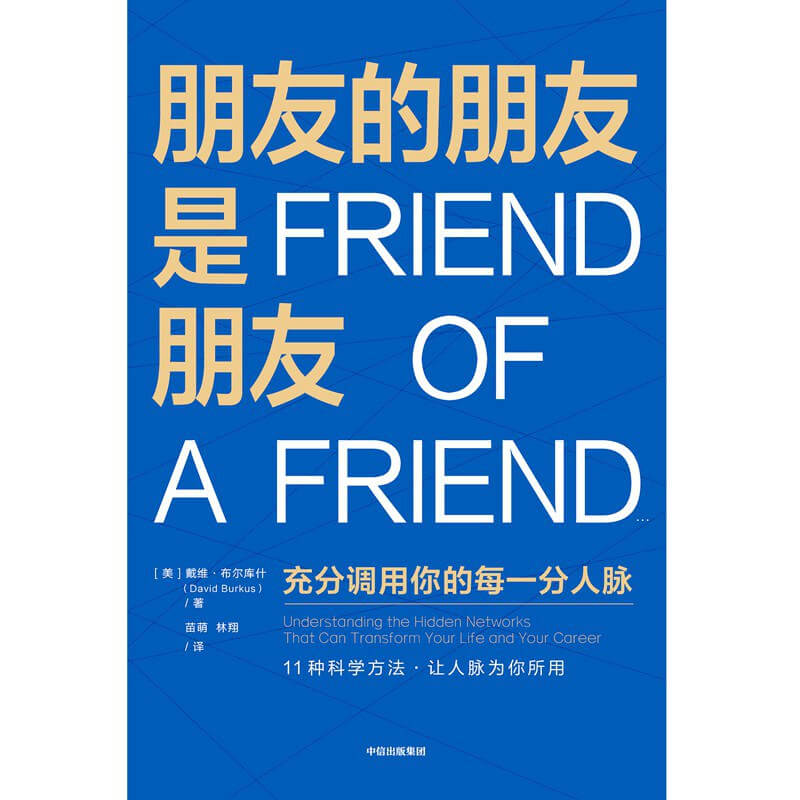 朋友的朋友
是 FRIEND
朋友 OF
A FRIEND...
[美] 戴维·布尔库什
(David Burkus)
/ 著
苗萌 林翔
/ 译
充分调用你的每一分人脉
Understanding the Hidden Networks
That Can Transform Your Life and Your Career
11种科学方法·让人脉为你所用
中信出版集团